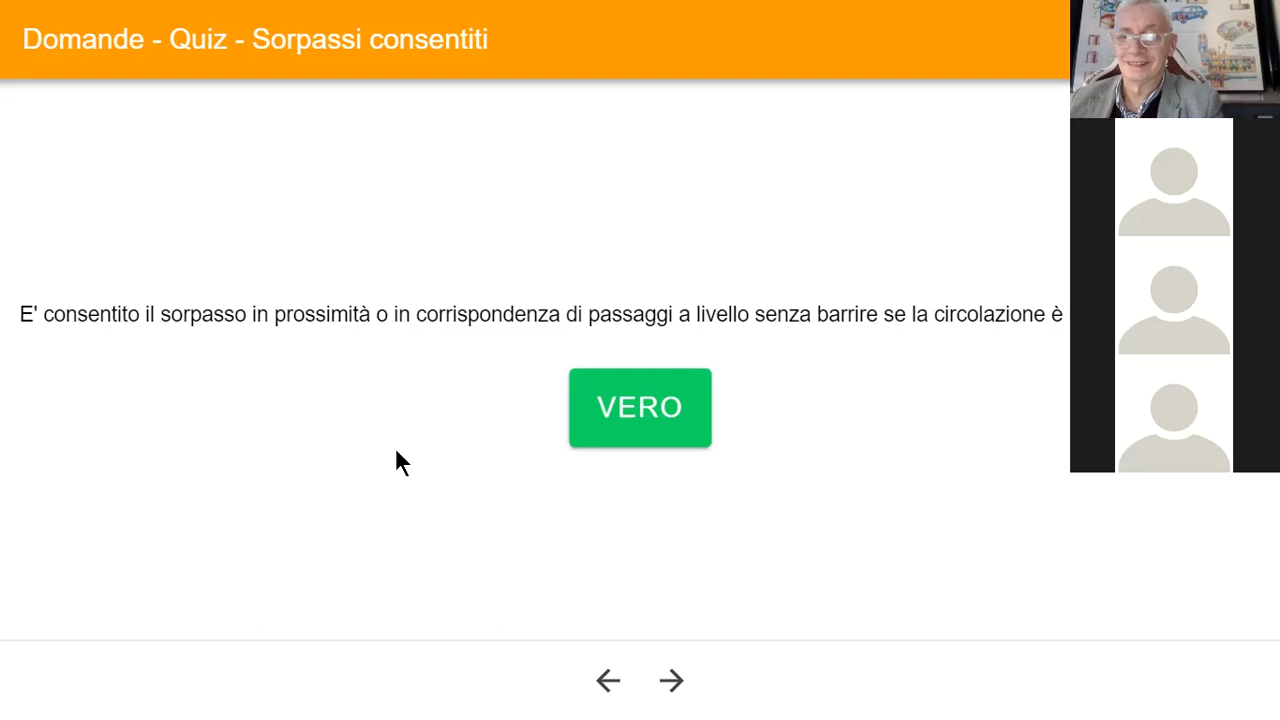 Domande - Quiz - Sorpassi consentiti
E' consentito il sorpasso in prossimità o in corrispondenza di passaggi a livello senza barrire se la circolazione è
VERO